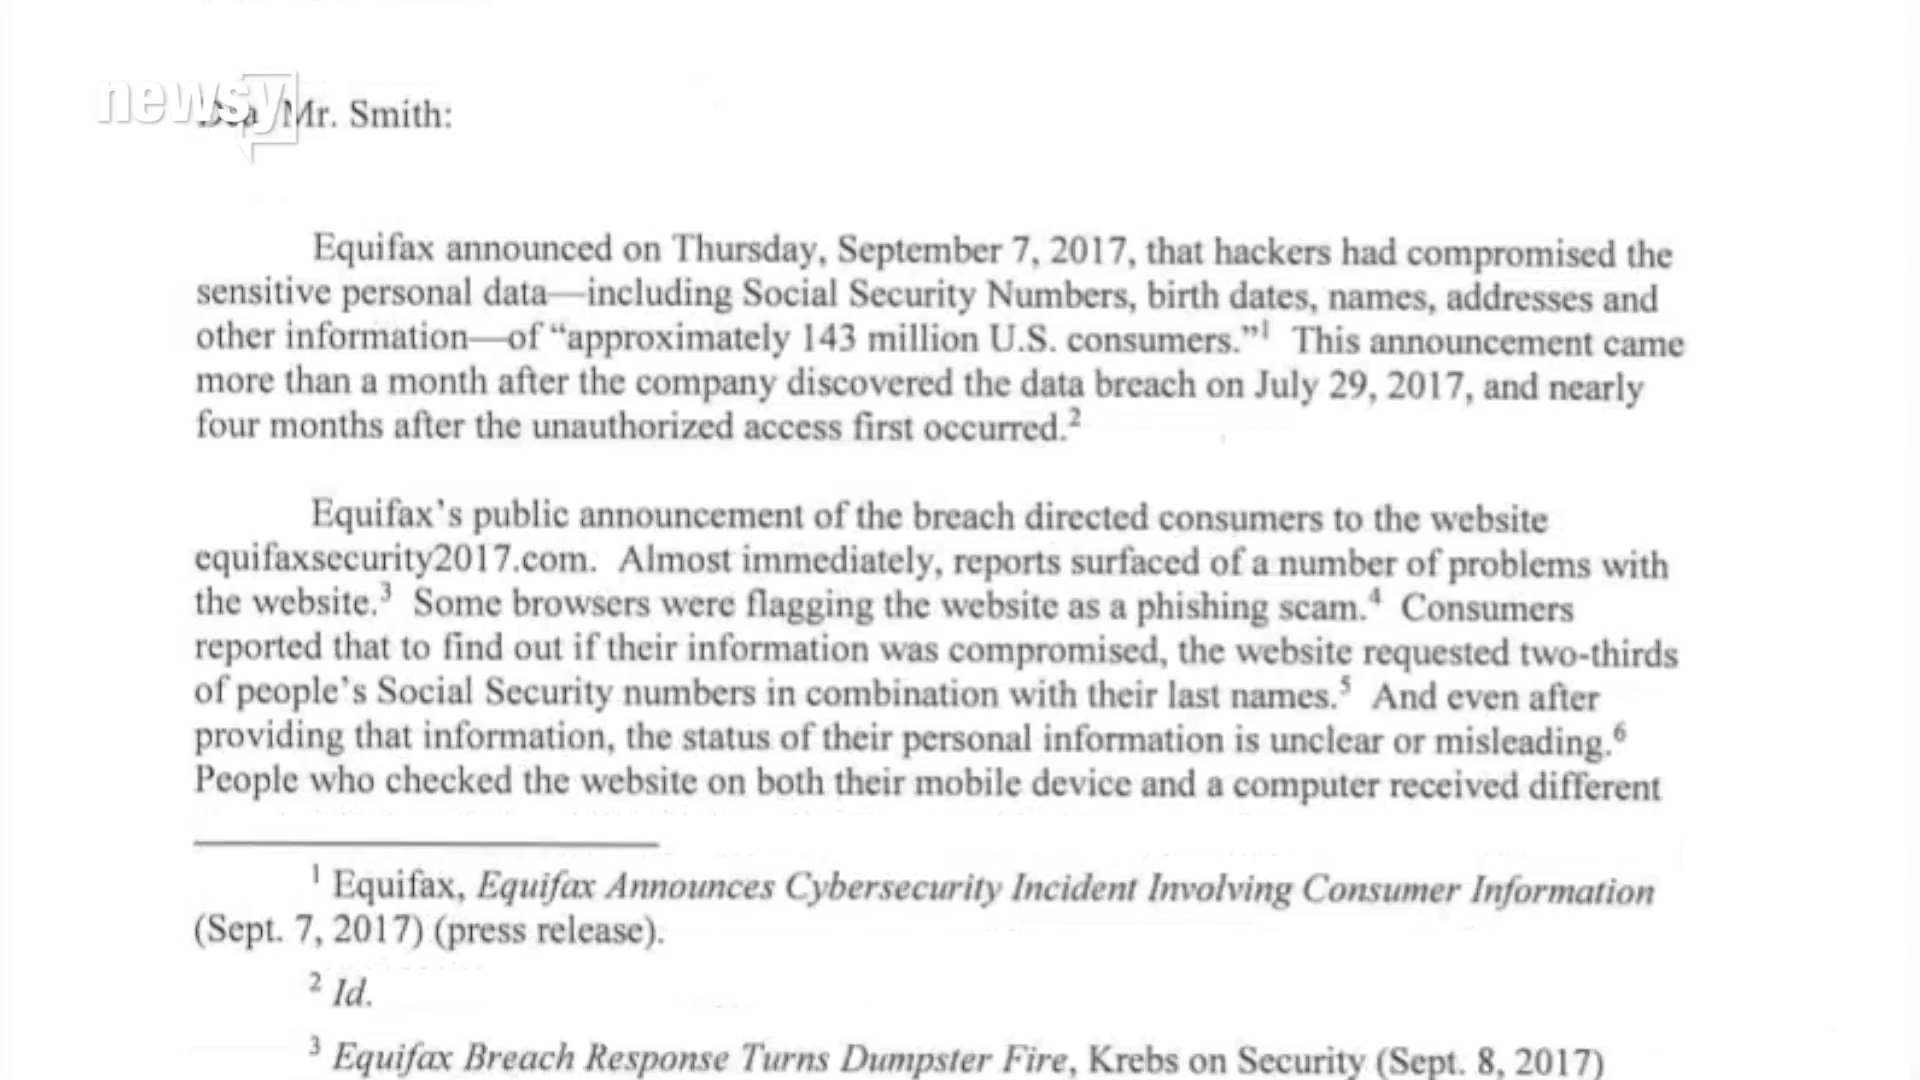 newsy
Dea Mr. Smith:
Equifax announced on Thursday, September 7, 2017, that hackers had compromised the
sensitive personal data—including Social Security Numbers, birth dates, names, addresses and
other information—of “approximately 143 million U.S. consumers.”1 This announcement came
more than a month after the company discovered the data breach on July 29, 2017, and nearly
four months after the unauthorized access first occurred.2
Equifax’s public announcement of the breach directed consumers to the website
equifaxsecurity2017.com. Almost immediately, reports surfaced of a number of problems with
the website.3 Some browsers were flagging the website as a phishing scam.4 Consumers
reported that to find out if their information was compromised, the website requested two-thirds
of people’s Social Security numbers in combination with their last names.5 And even after
providing that information, the status of their personal information is unclear or misleading.6
People who checked the website on both their mobile device and a computer received different
1 Equifax, Equifax Announces Cybersecurity Incident Involving Consumer Information
(Sept. 7, 2017) (press release).
2 Id.
3 Equifax Breach Response Turns Dumpster Fire, Krebs on Security (Sept. 8, 2017)